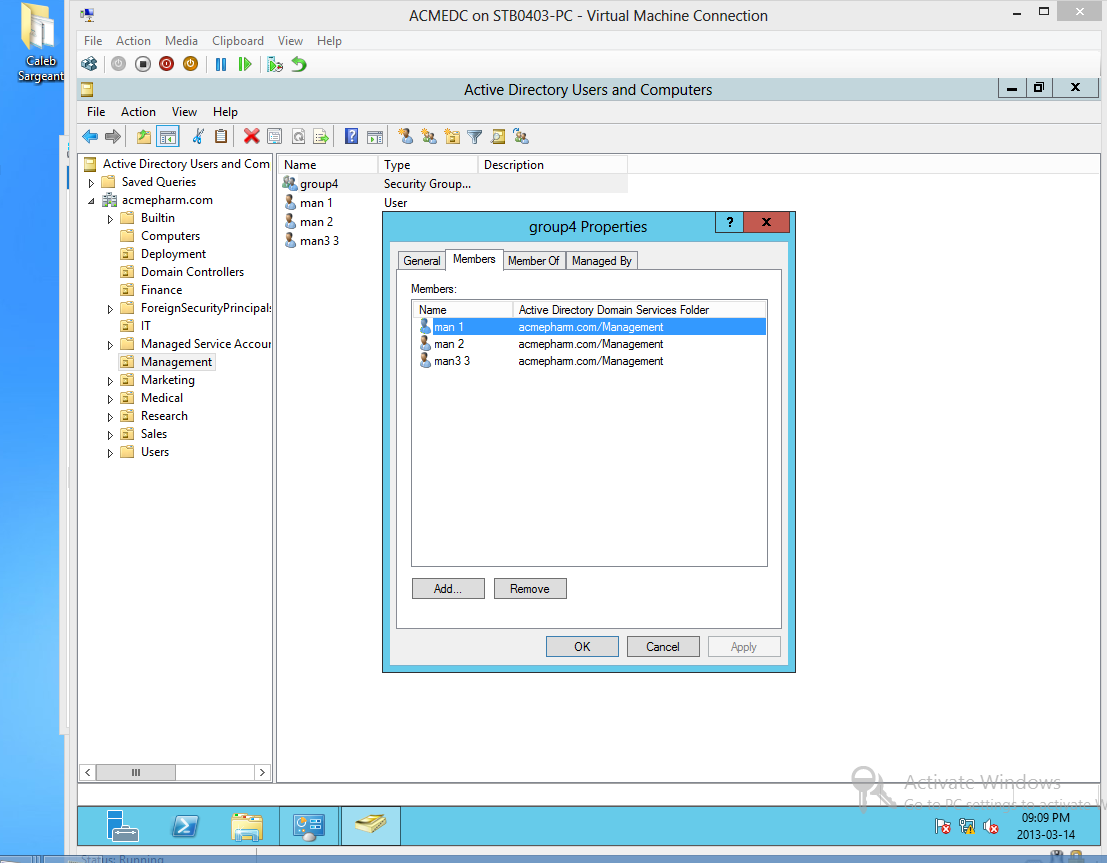 Caleb
Sargeant
ACMEDC on STB0403-PC - Virtual Machine Connection
File Action Media Clipboard View Help
Active Directory Users and Computers
File Action View Help
Active Directory Users and Com
Saved Queries
acmepharm.com
Builtin
Computers
Deployment
Domain Controllers
Finance
ForeignSecurityPrincipals
IT
Managed Service Accour
Management
Marketing
Medical
Research
Sales
Users
Name Type Description
group4 Security Group...
man 1 User
man 2
man3 3
group4 Properties
General Members Member Of Managed By
Members:
Name Active Directory Domain Services Folder
man 1 acmepharm.com/Management
man 2 acmepharm.com/Management
man3 3 acmepharm.com/Management
Add... Remove
OK Cancel Apply
Activate Windows
Go to PC settings to activate W
09:09 PM
2013-03-14
Status: Running